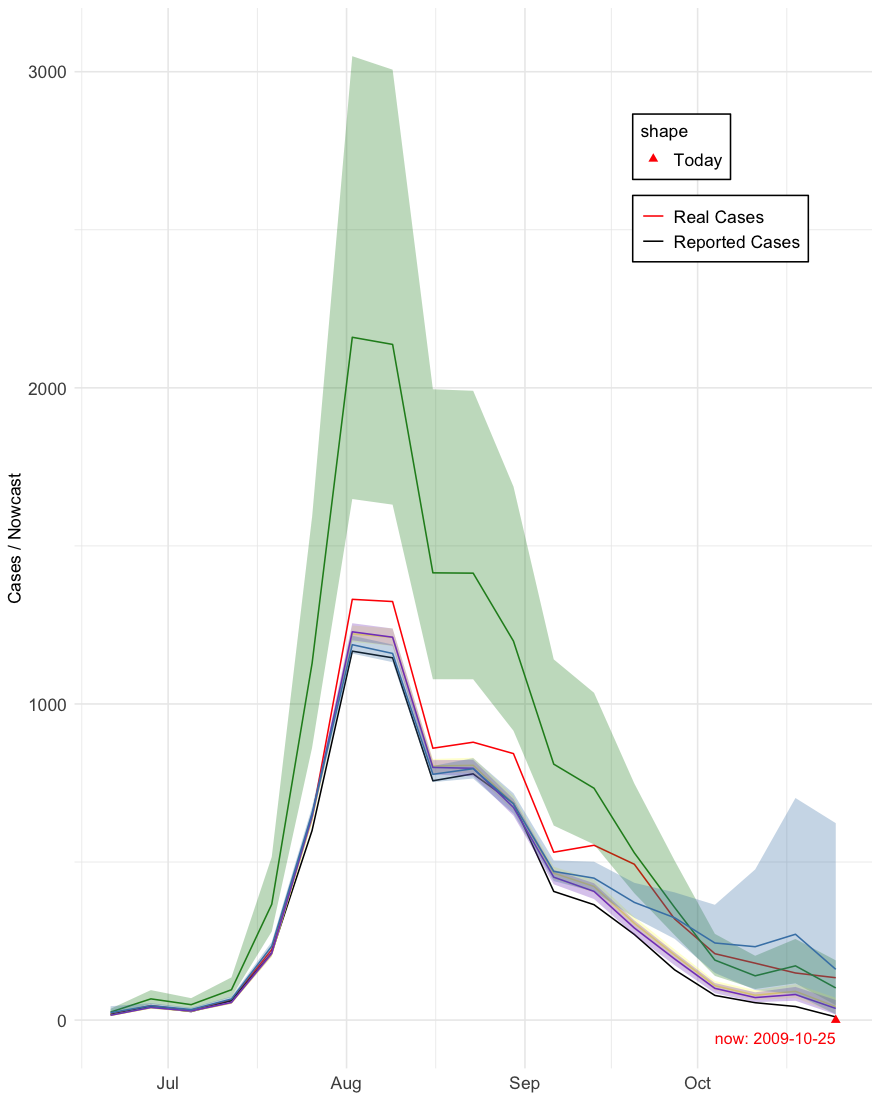 3000
2000
1000
0
Cases / Nowcast
shape
Today
Real Cases
Reported Cases
now: 2009-10-25
Jul
Aug
Sep
Oct